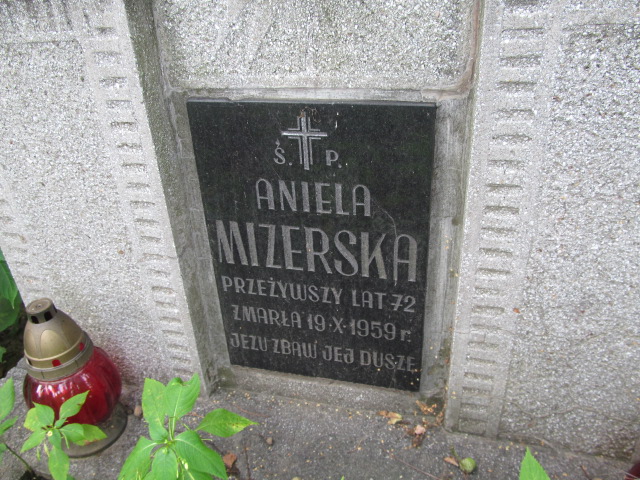 Ś. P.
ANIELA
MIZERSKA
PRZEŻYWSZY LAT 72
ZMARŁA 19·X·1959 r.
JEZU ZBAW JEJ DUSZĘ